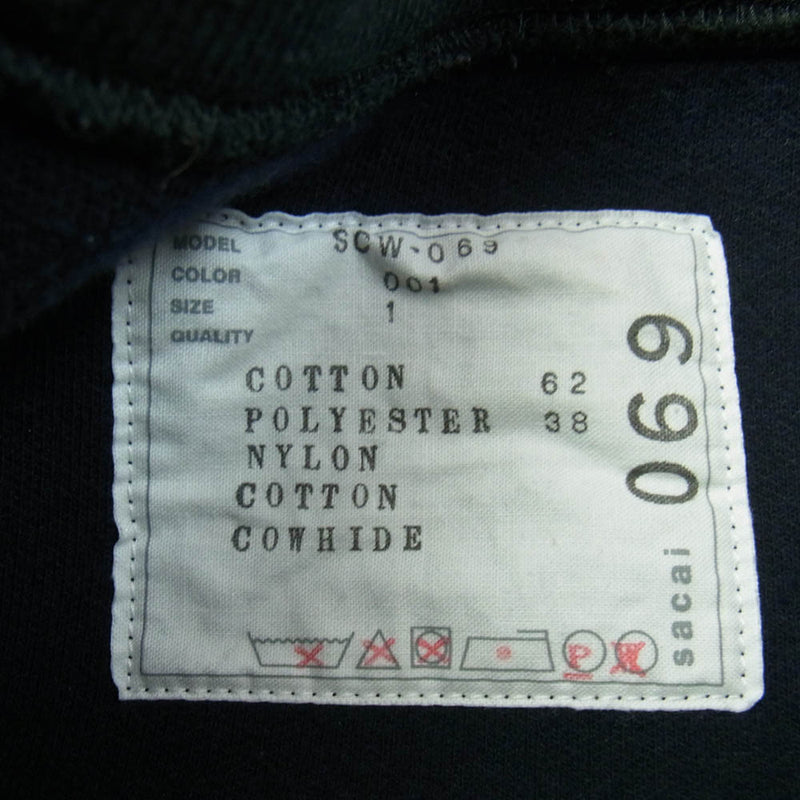 MODEL SCW-069
COLOR 001
SIZE 1
QUALITY
COTTON 62
POLYESTER 38
NYLON
COTTON
COWHIDE
sacai 069
P W